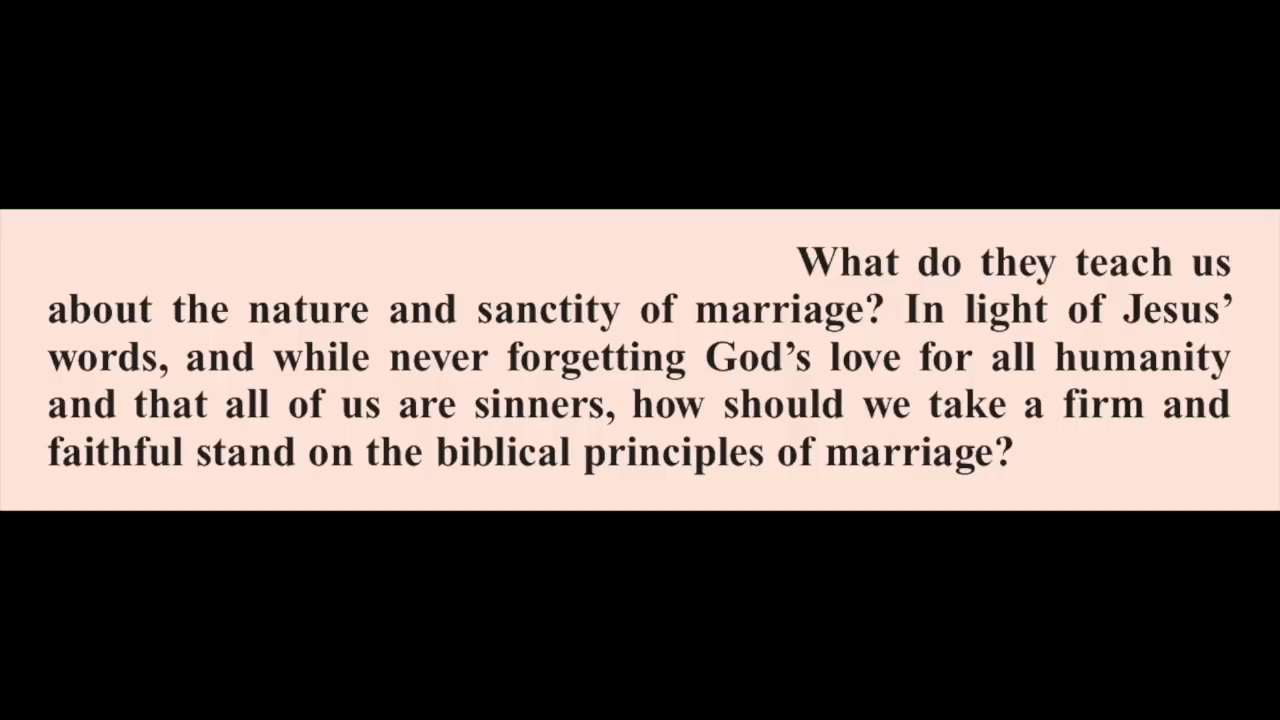 What do they teach us
about the nature and sanctity of marriage? In light of Jesus’
words, and while never forgetting God’s love for all humanity
and that all of us are sinners, how should we take a firm and
faithful stand on the biblical principles of marriage?